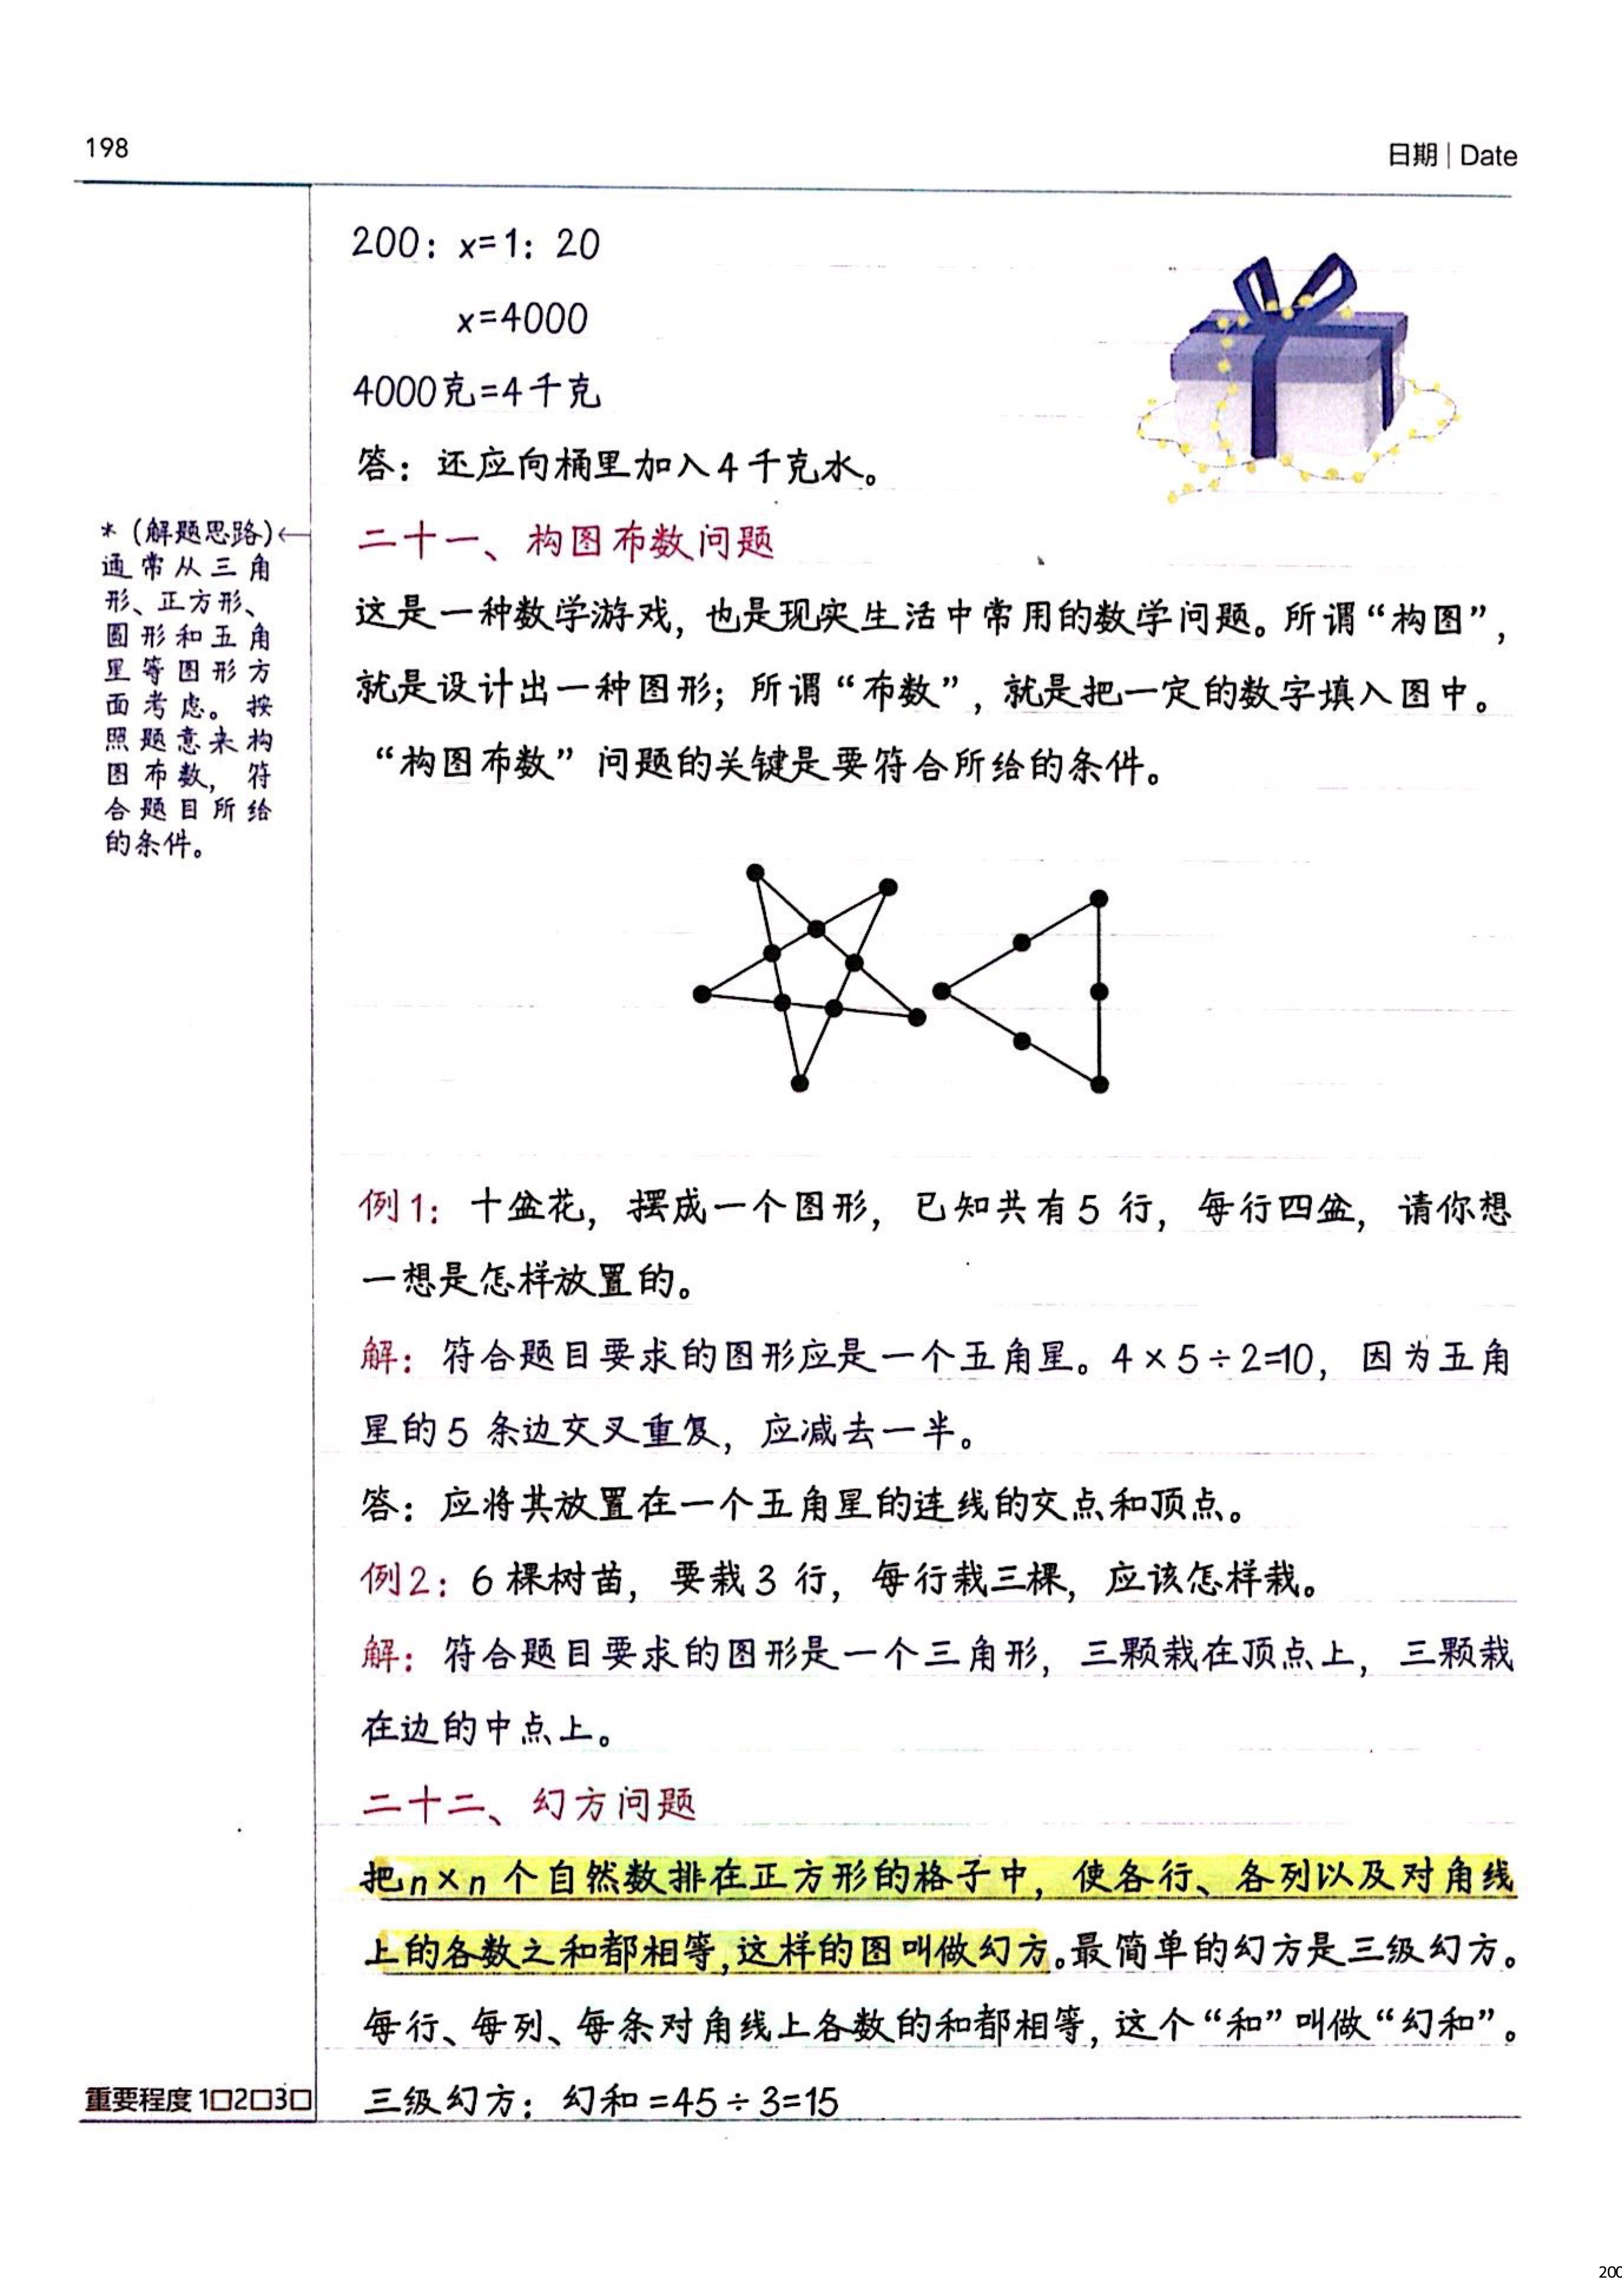 198
日期 | Date
200：x=1：20
x=4000
4000克=4千克
答：还应向桶里加入4千克水。
二十一、构图布数问题
*（解题思路）←
通常从三角
形、正方形、
圆形和五角
星等图形方
面考虑。按
照题意来构
图布数，符
合题目所给
的条件。
这是一种数学游戏，也是现实生活中常用的数学问题。所谓“构图”，
就是设计出一种图形；所谓“布数”，就是把一定的数字填入图中。
“构图布数”问题的关键是要符合所给的条件。
例1：十盆花，摆成一个图形，已知共有5行，每行四盆，请你想
一想是怎样放置的。
解：符合题目要求的图形应是一个五角星。4×5÷2=10，因为五角
星的5条边交叉重复，应减去一半。
答：应将其放置在一个五角星的连线的交点和顶点。
例2：6棵树苗，要栽3行，每行栽三棵，应该怎样栽。
解：符合题目要求的图形是一个三角形，三颗栽在顶点上，三颗栽
在边的中点上。
二十二、幻方问题
把n×n个自然数排在正方形的格子中，使各行、各列以及对角线
上的各数之和都相等，这样的图叫做幻方。最简单的幻方是三级幻方。
每行、每列、每条对角线上各数的和都相等，这个“和”叫做“幻和”。
三级幻方：幻和=45÷3=15
重要程度1□2□3□
200